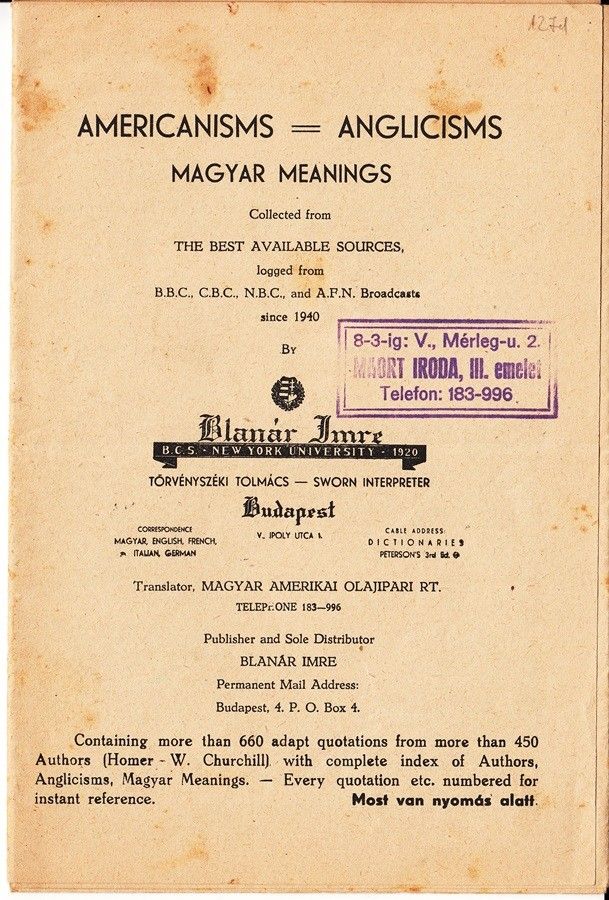 1271
AMERICANISMS = ANGLICISMS
MAGYAR MEANINGS
Collected from
THE BEST AVAILABLE SOURCES,
logged from
B.B.C., C.B.C., N.B.C., and A.F.N. Broadcasts
since 1940
By
8-3-ig: V., Mérleg-u. 2.
MAORT IRODA, III. emelet
Telefon: 183-996
Blanár Imre
B.C.S. - NEW YORK UNIVERSITY - 1920
TÖRVÉNYSZÉKI TOLMÁCS — SWORN INTERPRETER
Budapest
CORRESPONDENCE
MAGYAR, ENGLISH, FRENCH,
ITALIAN, GERMAN
V., IPOLY UTCA 1.
CABLE ADDRESS:
DICTIONARIES
PETERSON'S 3rd Ed.
Translator, MAGYAR AMERIKAI OLAJIPARI RT.
TELEPHONE 183—996
Publisher and Sole Distributor
BLANÁR IMRE
Permanent Mail Address:
Budapest, 4. P. O. Box 4.
Containing more than 660 adapt quotations from more than 450
Authors (Homer - W. Churchill) with complete index of Authors,
Anglicisms, Magyar Meanings. — Every quotation etc. numbered for
instant reference. Most van nyomás alatt.